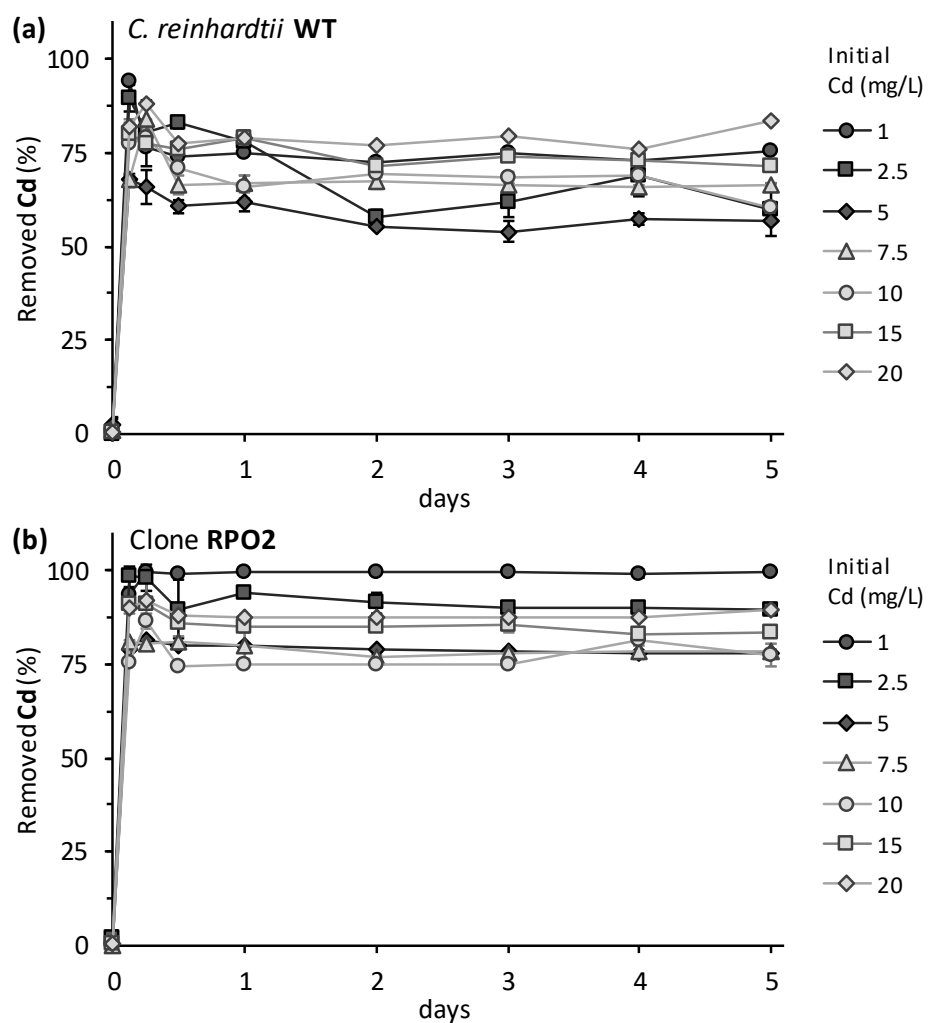 (a) C. reinhardtii WT
Removed Cd (%)
100
75
50
25
0
0 1 2 3 4 5
days
Initial
Cd (mg/L)
1
2.5
5
7.5
10
15
20
(b) Clone RPO2
Removed Cd (%)
100
75
50
25
0
0 1 2 3 4 5
days
Initial
Cd (mg/L)
1
2.5
5
7.5
10
15
20